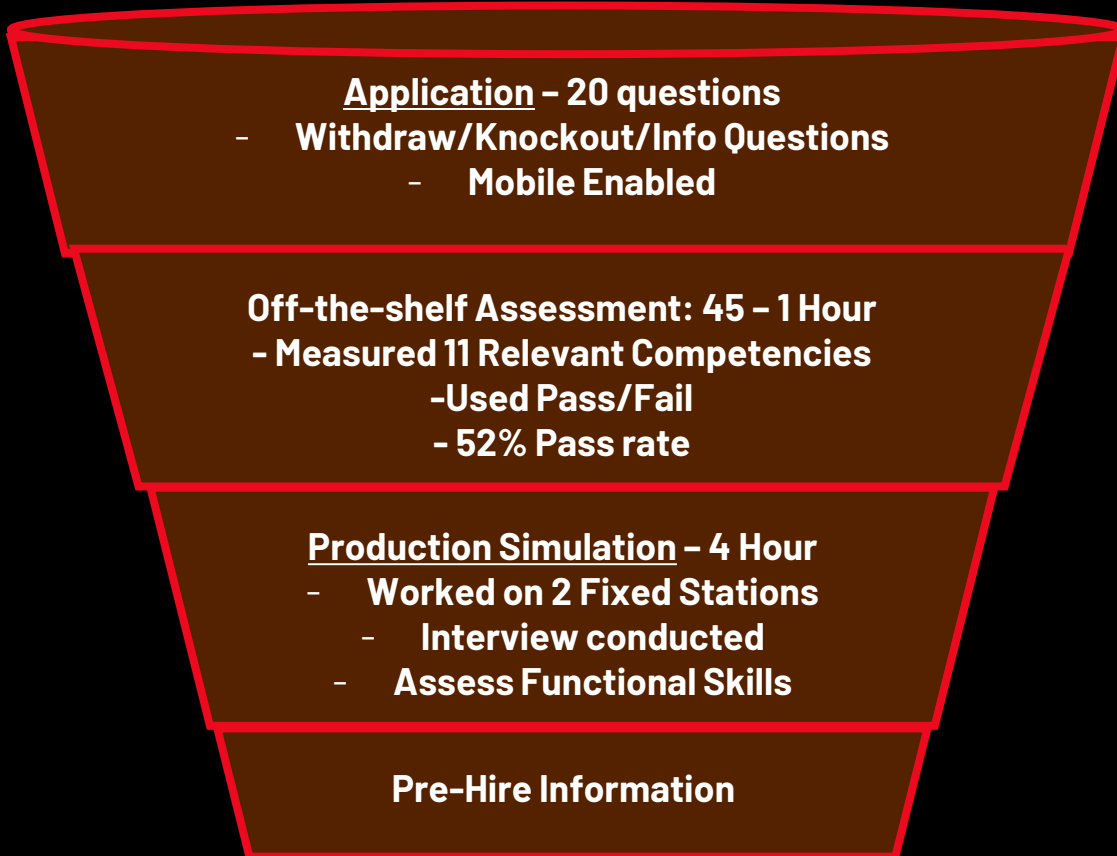 Application – 20 questions
- Withdraw/Knockout/Info Questions
- Mobile Enabled
Off-the-shelf Assessment: 45 – 1 Hour
- Measured 11 Relevant Competencies
-Used Pass/Fail
- 52% Pass rate
Production Simulation – 4 Hour
- Worked on 2 Fixed Stations
- Interview conducted
- Assess Functional Skills
Pre-Hire Information